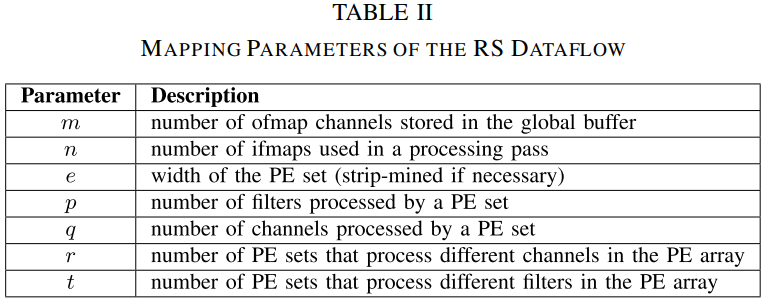 TABLE II
MAPPING PARAMETERS OF THE RS DATAFLOW
Parameter Description
m number of ofmap channels stored in the global buffer
n number of ifmaps used in a processing pass
e width of the PE set (strip-mined if necessary)
p number of filters processed by a PE set
q number of channels processed by a PE set
r number of PE sets that process different channels in the PE array
t number of PE sets that process different filters in the PE array